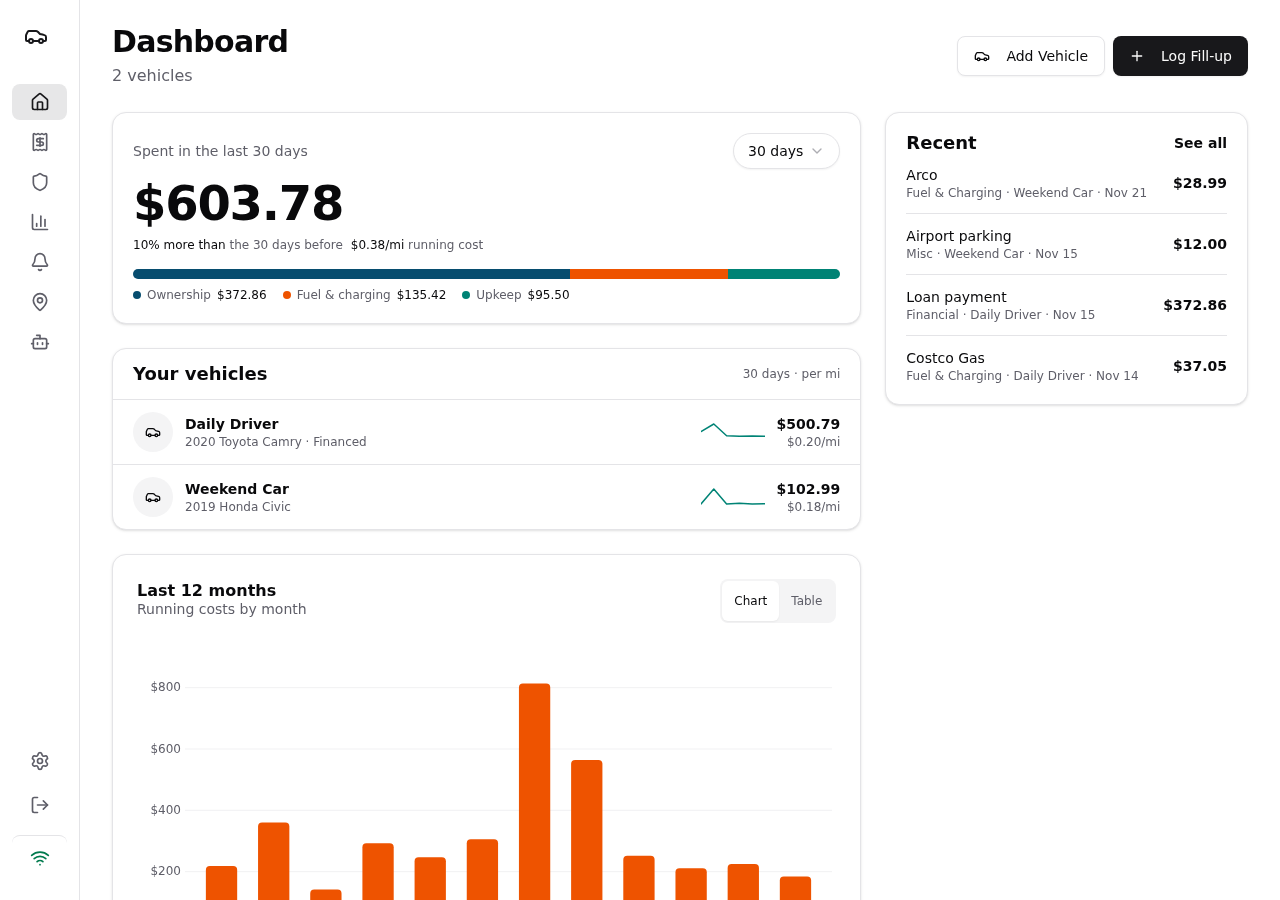 Dashboard
2 vehicles
Add Vehicle
Log Fill-up
Spent in the last 30 days
30 days
$603.78
10% more than the 30 days before $0.38/mi running cost
Ownership $372.86 Fuel & charging $135.42 Upkeep $95.50
Your vehicles
30 days · per mi
Daily Driver
2020 Toyota Camry · Financed
$500.79
$0.20/mi
Weekend Car
2019 Honda Civic
$102.99
$0.18/mi
Last 12 months
Running costs by month
Chart
Table
$800
$600
$400
$200
Recent
See all
Arco
Fuel & Charging · Weekend Car · Nov 21
$28.99
Airport parking
Misc · Weekend Car · Nov 15
$12.00
Loan payment
Financial · Daily Driver · Nov 15
$372.86
Costco Gas
Fuel & Charging · Daily Driver · Nov 14
$37.05